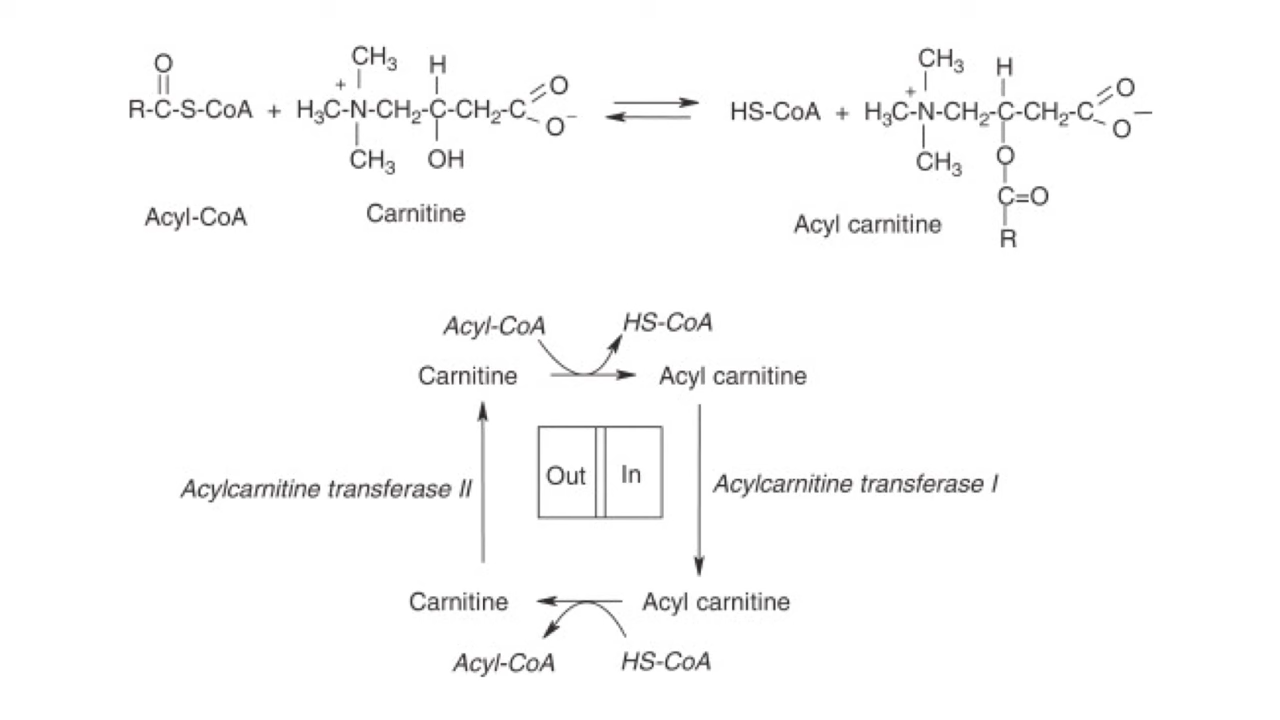 O
R-C-S-CoA + H₃C-N-CH₂-C-CH₂-C
CH₃ H
+
O
O⁻
CH₃ OH
HS-CoA + H₃C-N-CH₂-C-CH₂-C
CH₃ H
+
O
O —
CH₃ O
C=O
R
Acyl-CoA
Carnitine
Acyl carnitine
Acyl-CoA HS-CoA
Carnitine Acyl carnitine
Acylcarnitine transferase II Out In Acylcarnitine transferase I
Carnitine Acyl carnitine
Acyl-CoA HS-CoA